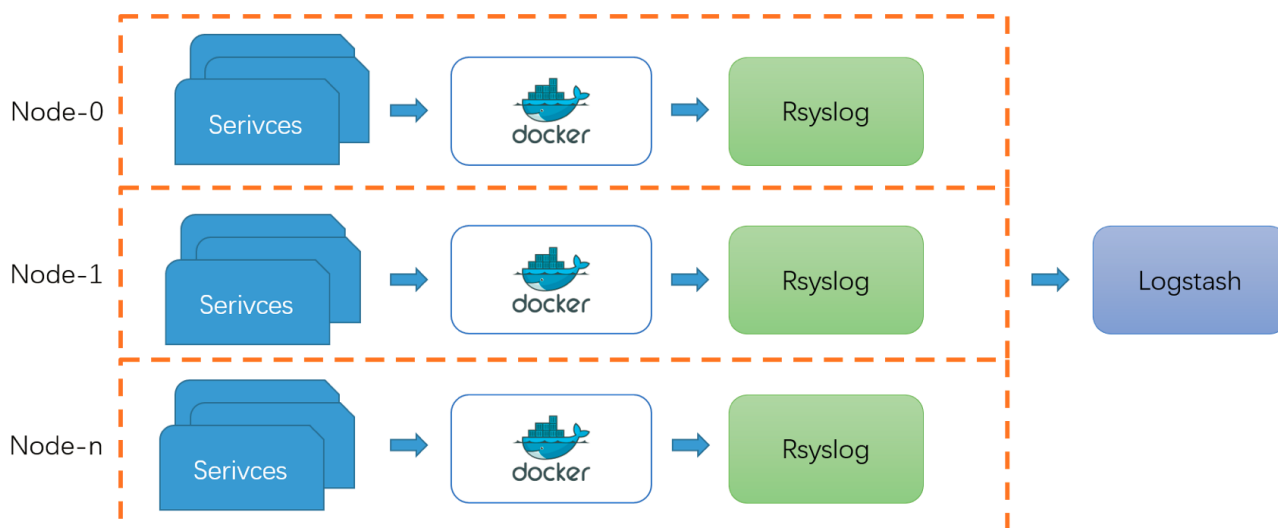 Node-0
Serivces
docker
Rsyslog
Node-1
Serivces
docker
Rsyslog
Logstash
Node-n
Serivces
docker
Rsyslog